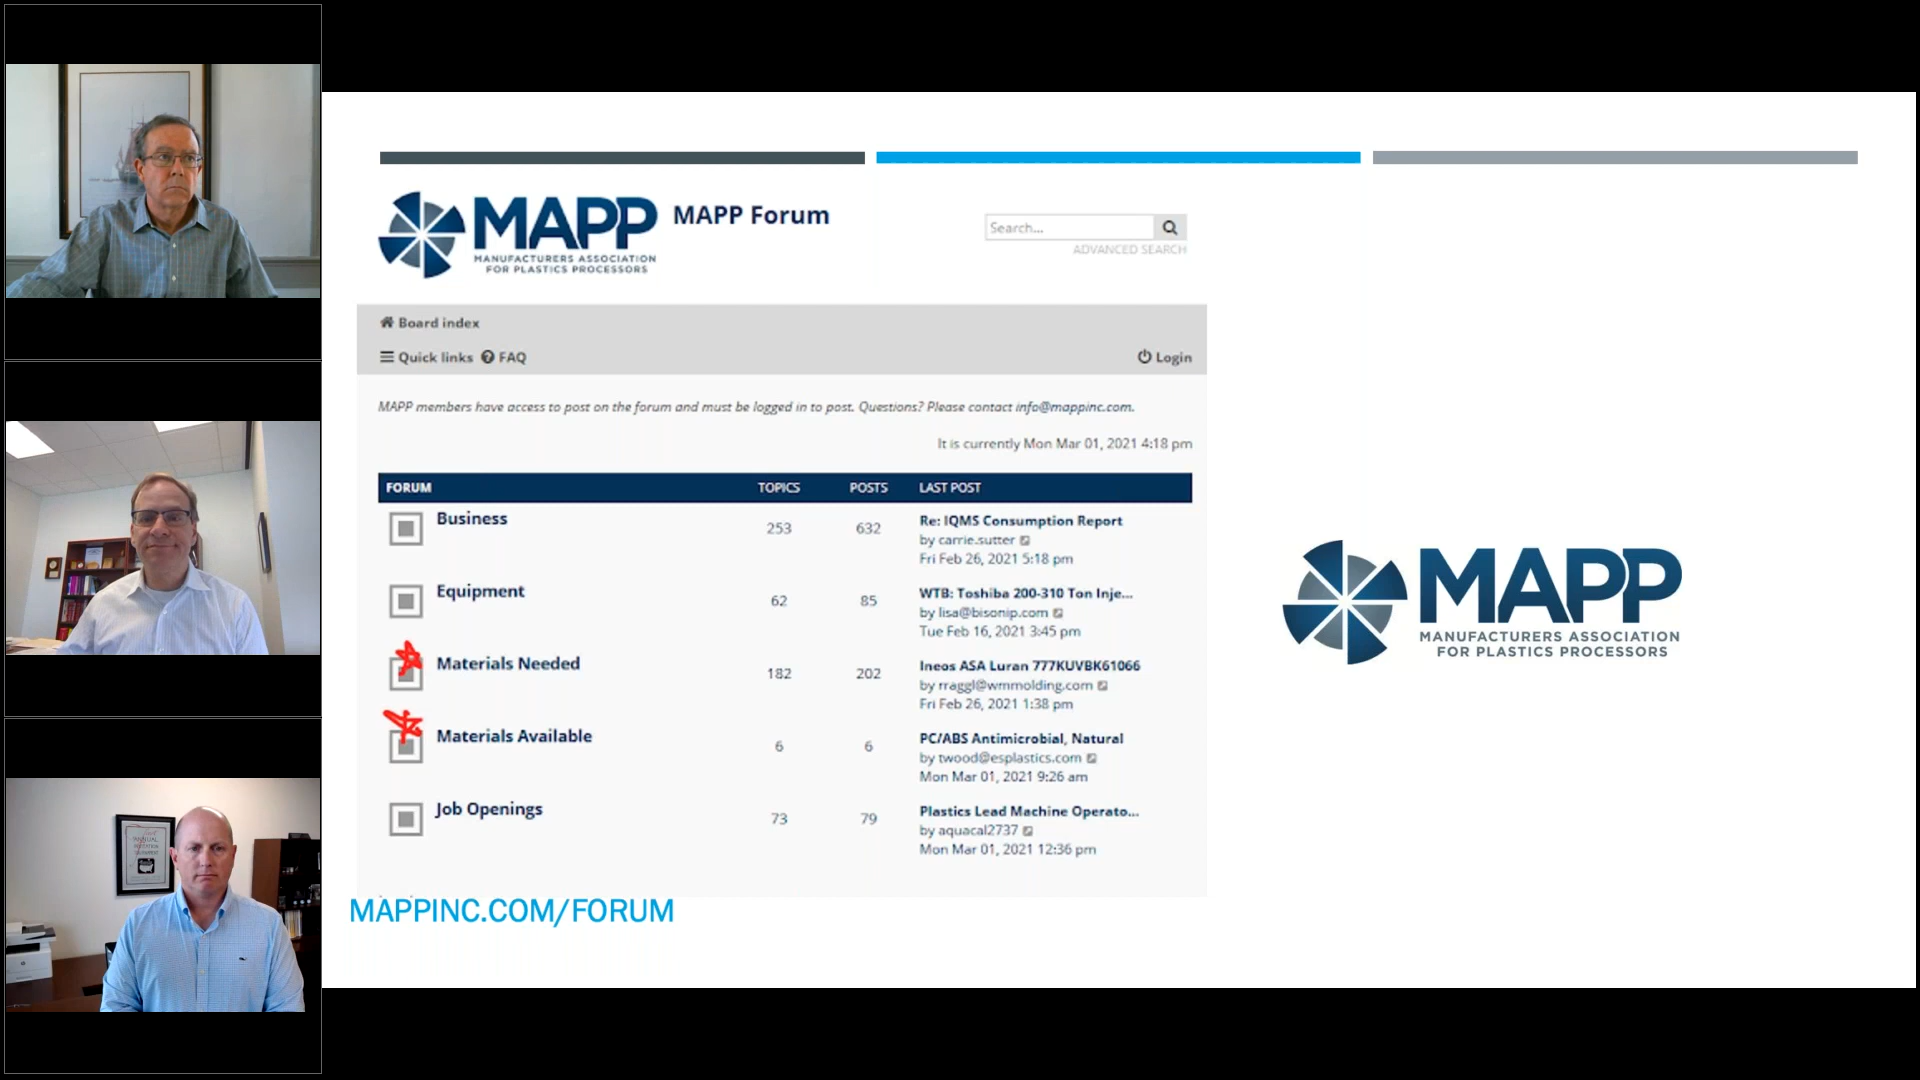 MAPP
MANUFACTURERS ASSOCIATION
FOR PLASTICS PROCESSORS
MAPP Forum
Search...
ADVANCED SEARCH
Board index
Quick links FAQ
Login
MAPP members have access to post on the forum and must be logged in to post. Questions? Please contact info@mappinc.com.
It is currently Mon Mar 01, 2021 4:18 pm
FORUM TOPICS POSTS LAST POST
Business 253 632 Re: IQMS Consumption Report
by carrie.sutter
Fri Feb 26, 2021 5:18 pm
Equipment 62 85 WTB: Toshiba 200-310 Ton Inje...
by lisa@bisonip.com
Tue Feb 16, 2021 3:45 pm
Materials Needed 182 202 Ineos ASA Luran 777KUVBK61066
by rraggl@wmmolding.com
Fri Feb 26, 2021 1:38 pm
Materials Available 6 6 PC/ABS Antimicrobial, Natural
by twood@esplastics.com
Mon Mar 01, 2021 9:26 am
Job Openings 73 79 Plastics Lead Machine Operato...
by aquacal2737
Mon Mar 01, 2021 12:36 pm
MAPPINC.COM/FORUM
MAPP
MANUFACTURERS ASSOCIATION
FOR PLASTICS PROCESSORS